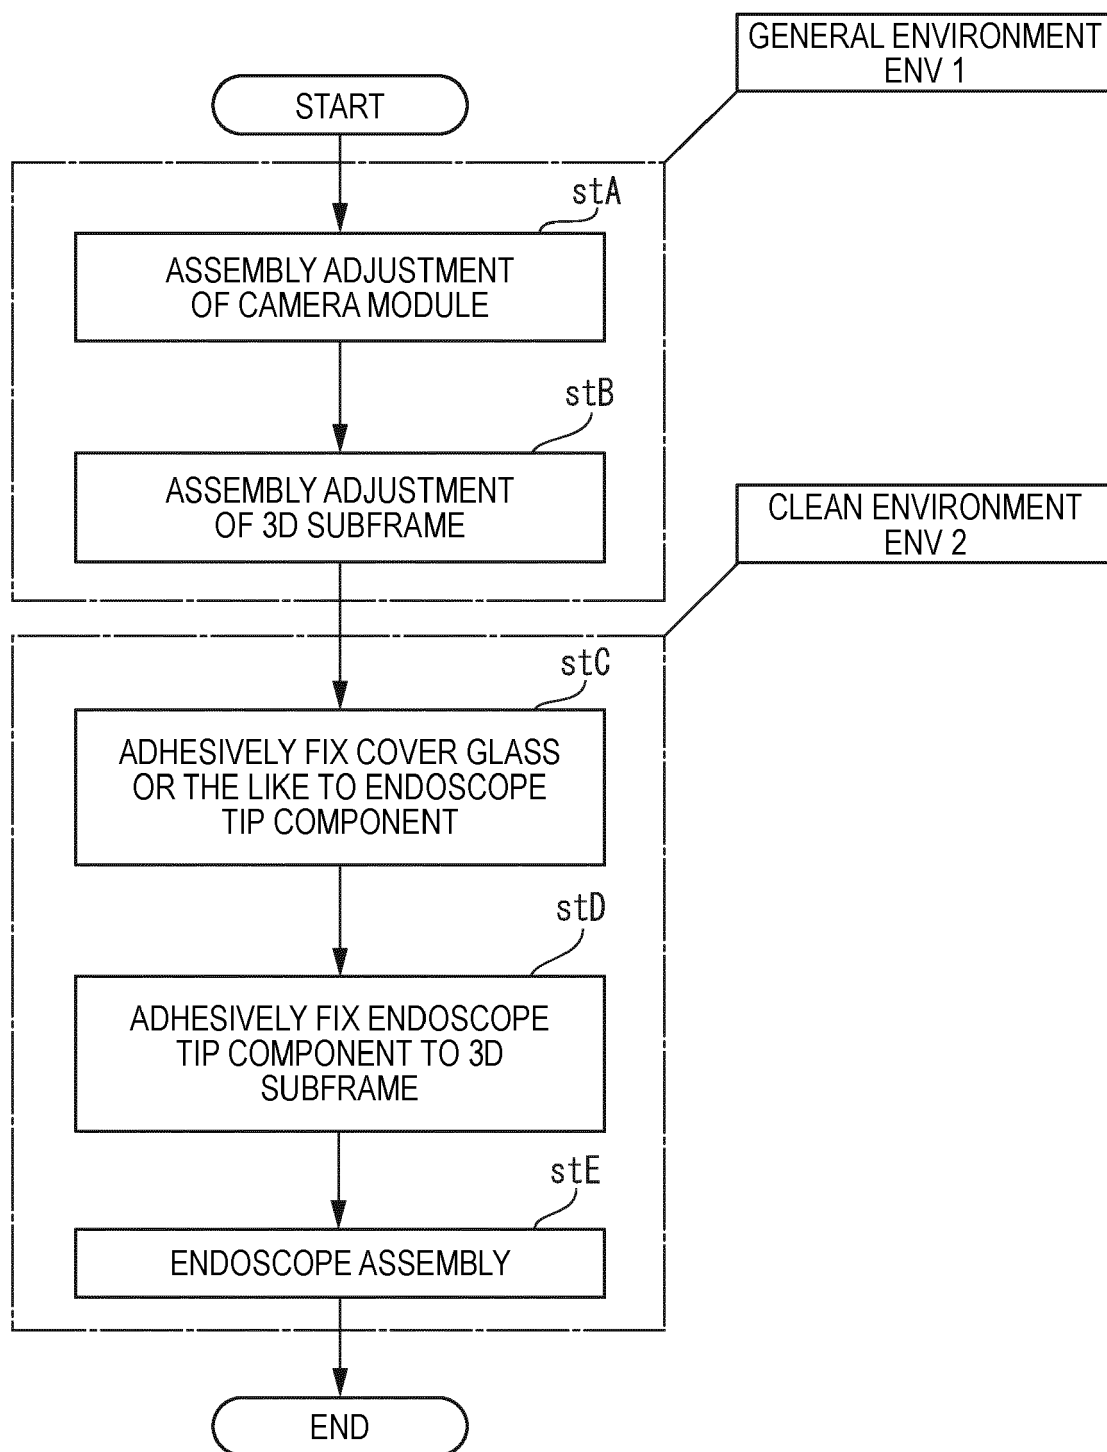 GENERAL ENVIRONMENT
ENV 1
START
stA
ASSEMBLY ADJUSTMENT
OF CAMERA MODULE
stB
ASSEMBLY ADJUSTMENT
OF 3D SUBFRAME
CLEAN ENVIRONMENT
ENV 2
stC
ADHESIVELY FIX COVER GLASS
OR THE LIKE TO ENDOSCOPE
TIP COMPONENT
stD
ADHESIVELY FIX ENDOSCOPE
TIP COMPONENT TO 3D
SUBFRAME
stE
ENDOSCOPE ASSEMBLY
END